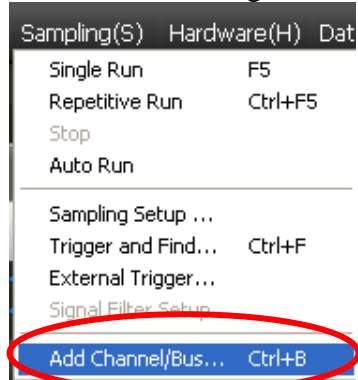 Sampling(S) Hardware(H) Dat
Single Run F5
Repetitive Run Ctrl+F5
Stop
Auto Run
Sampling Setup ...
Trigger and Find... Ctrl+F
External Trigger...
Signal Filter Setup
Add Channel/Bus... Ctrl+B